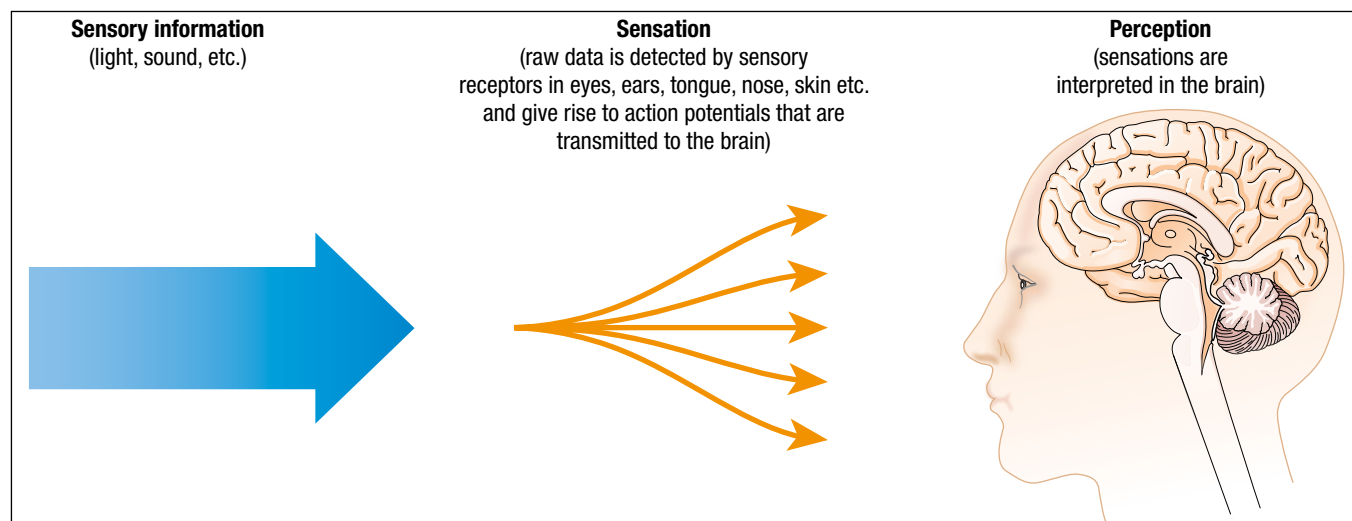 Sensory information
(light, sound, etc.)
Sensation
(raw data is detected by sensory
receptors in eyes, ears, tongue, nose, skin etc.
and give rise to action potentials that are
transmitted to the brain)
Perception
(sensations are
interpreted in the brain)